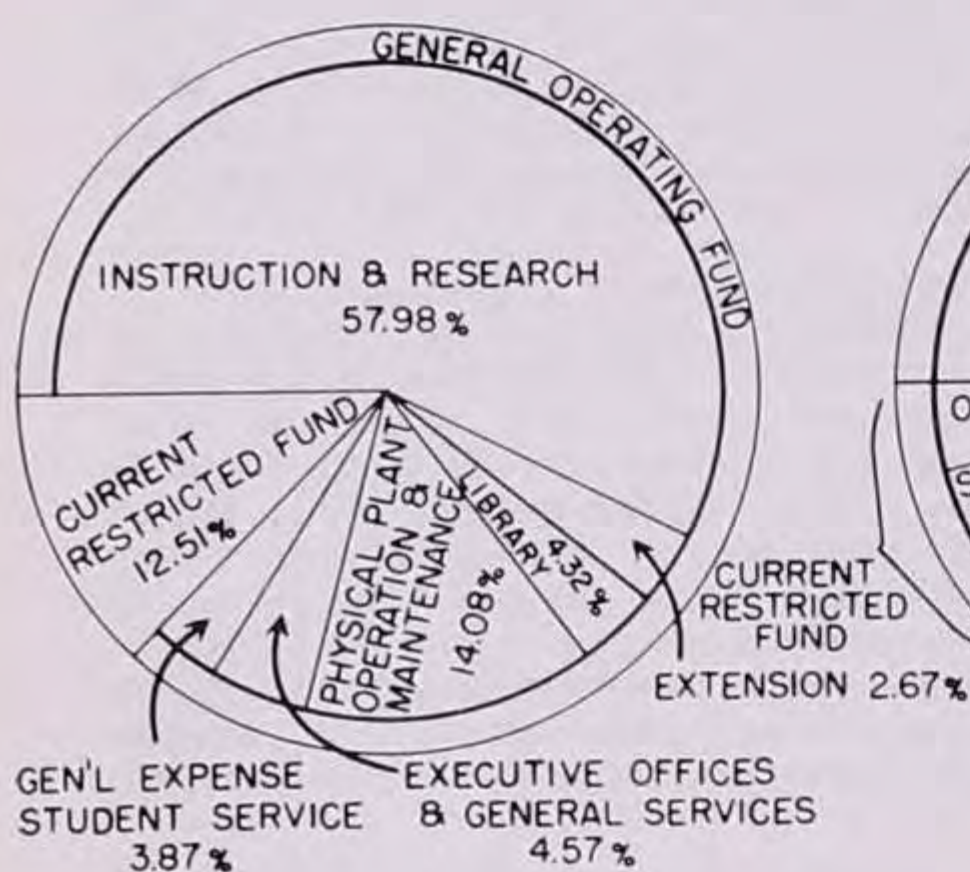 GENERAL OPERATING FUND
INSTRUCTION & RESEARCH
57.98%
CURRENT
RESTRICTED FUND
12.51%
PHYSICAL PLANT
OPERATION &
MAINTENANCE
14.08%
LIBRARY
4.32%
CURRENT
RESTRICTED
FUND
EXTENSION 2.67%
GEN'L EXPENSE
STUDENT SERVICE
3.87%
EXECUTIVE OFFICES
& GENERAL SERVICES
4.57%